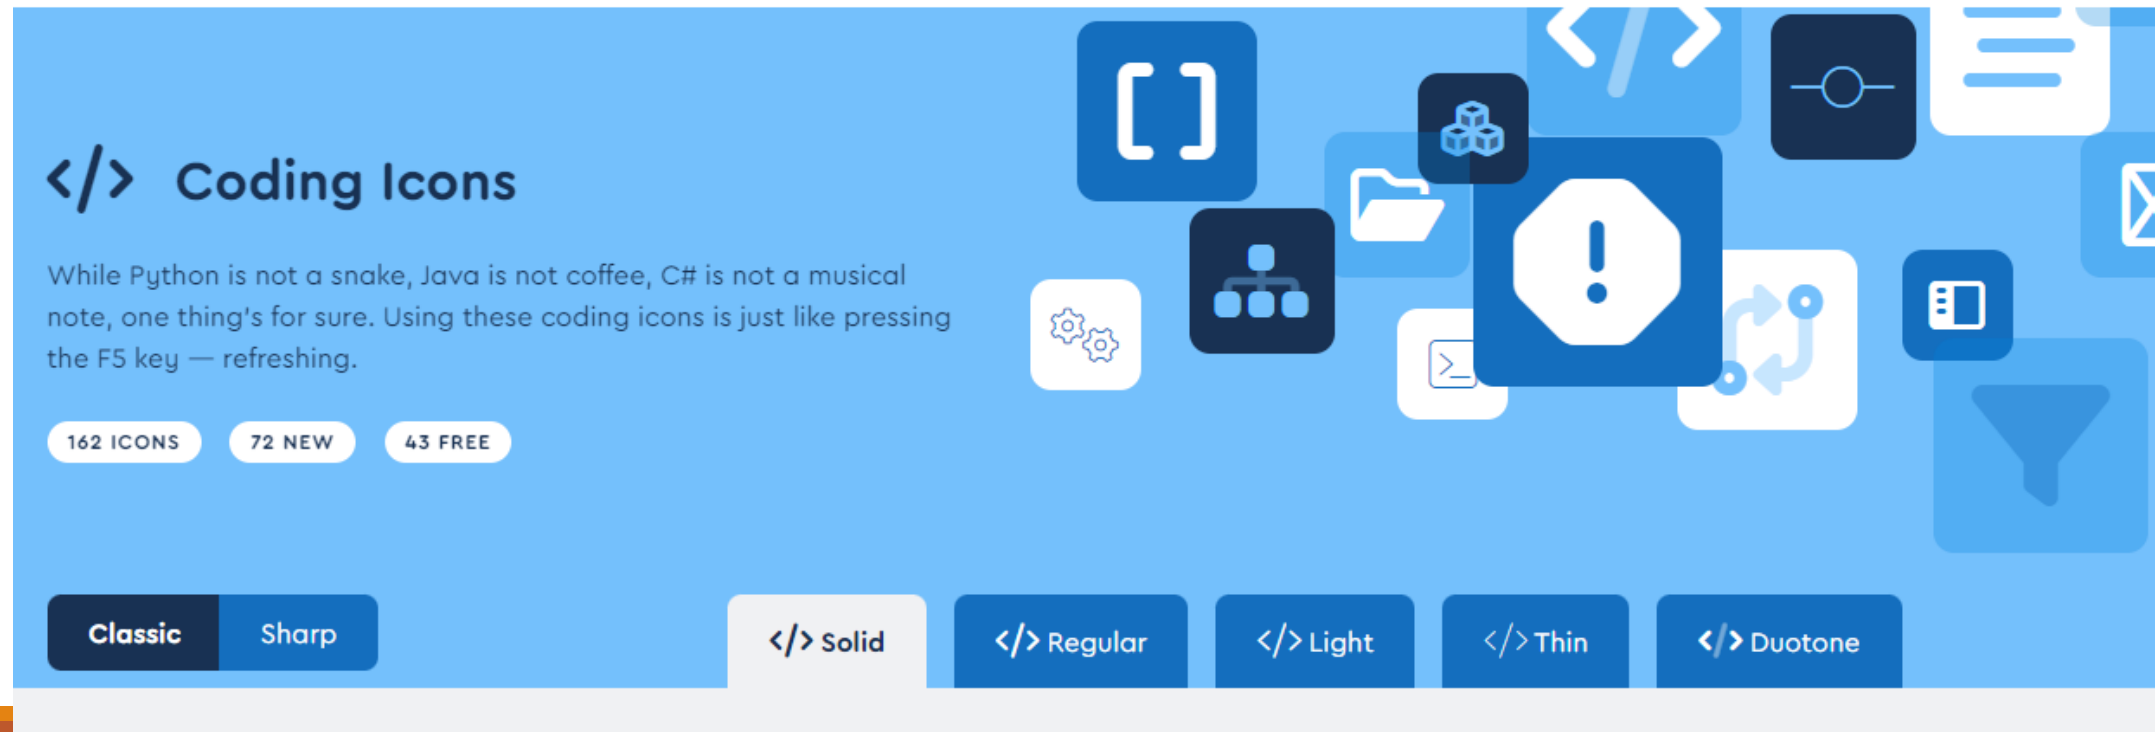 </> Coding Icons
While Python is not a snake, Java is not coffee, C# is not a musical
note, one thing's for sure. Using these coding icons is just like pressing
the F5 key — refreshing.
162 ICONS 72 NEW 43 FREE
Classic Sharp </> Solid </> Regular </> Light </> Thin </> Duotone